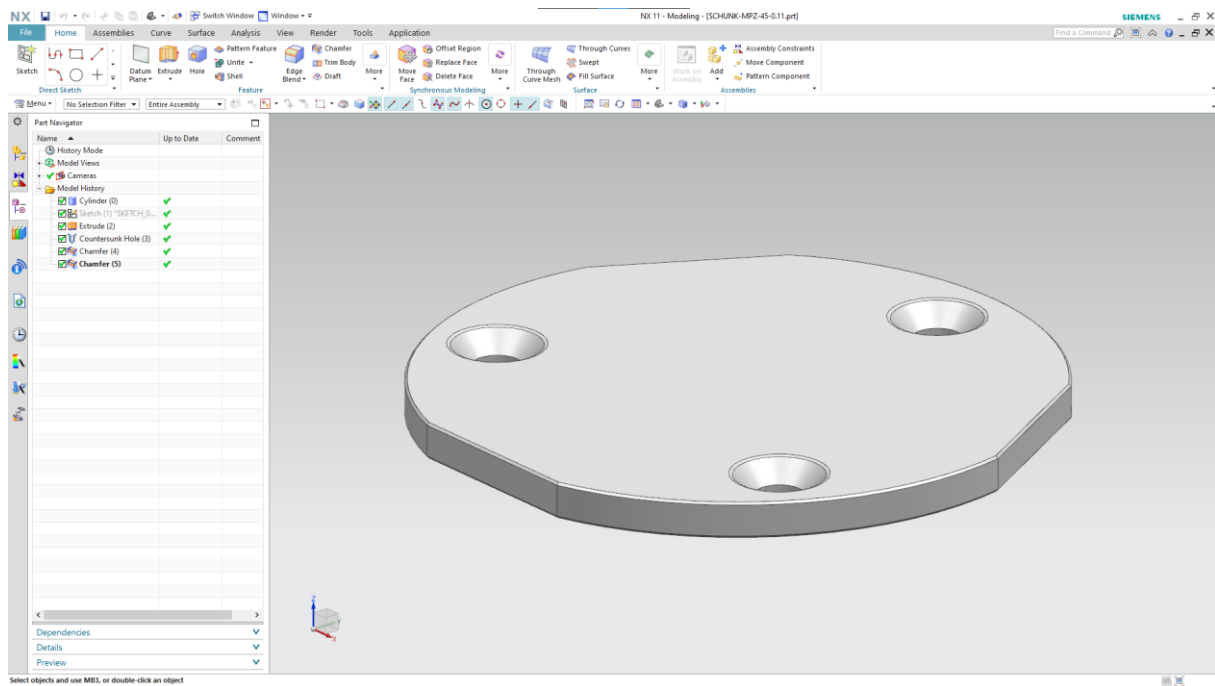 NX
Switch Window
Window
NX 11 - Modeling - [SCHUNK-MPZ-45-0.11.prt]
SIEMENS
File Home Assemblies Curve Surface Analysis View Render Tools Application
Find a Command
Sketch
Direct Sketch
Datum Plane
Extrude
Hole
Pattern Feature
Unite
Shell
Edge Blend
Chamfer
Trim Body
Draft
More
Feature
Move Face
Offset Region
Replace Face
Delete Face
More
Synchronous Modeling
Through Curve Mesh
Through Curves
Swept
Fill Surface
More
Surface
Work on Assembly
Add
Assembly Constraints
Move Component
Pattern Component
Assemblies
Menu No Selection Filter Entire Assembly
Part Navigator
Name Up to Date Comment
History Mode
Model Views
Cameras
Model History
Cylinder (0)
Sketch (1) "SKETCH_0...
Extrude (2)
Countersunk Hole (3)
Chamfer (4)
Chamfer (5)
Dependencies
Details
Preview
Z
Y
X
Select objects and use MB3, or double-click an object